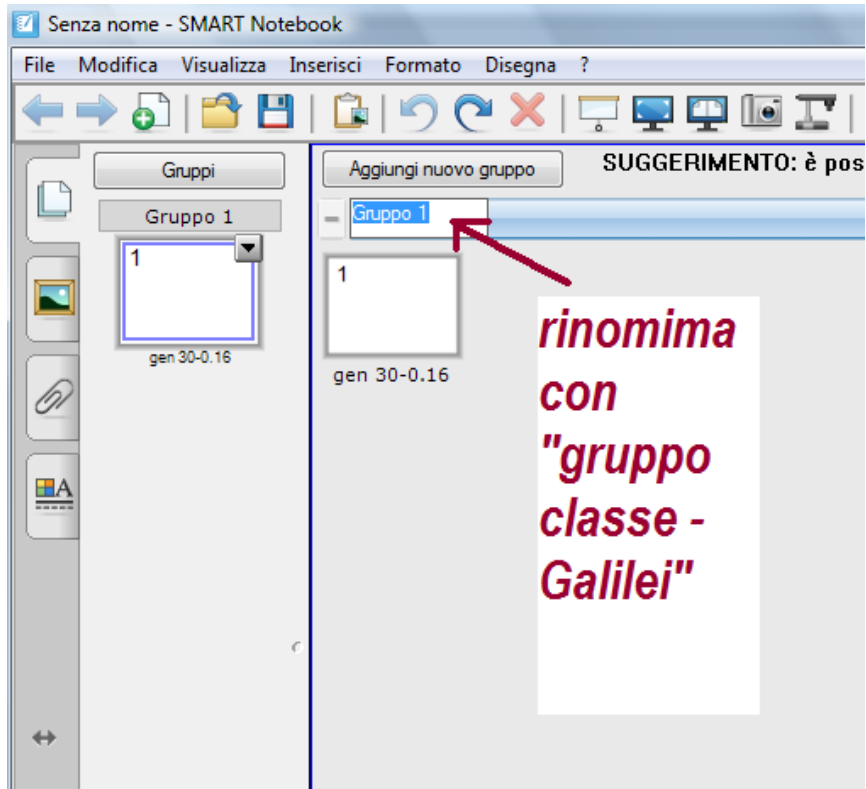 Senza nome - SMART Notebook
File Modifica Visualizza Inserisci Formato Disegna ?
Gruppi
Aggiungi nuovo gruppo
SUGGERIMENTO: è pos
Gruppo 1
Gruppo 1
1
gen 30-0.16
1
gen 30-0.16
rinomima
con
"gruppo
classe -
Galilei"
A